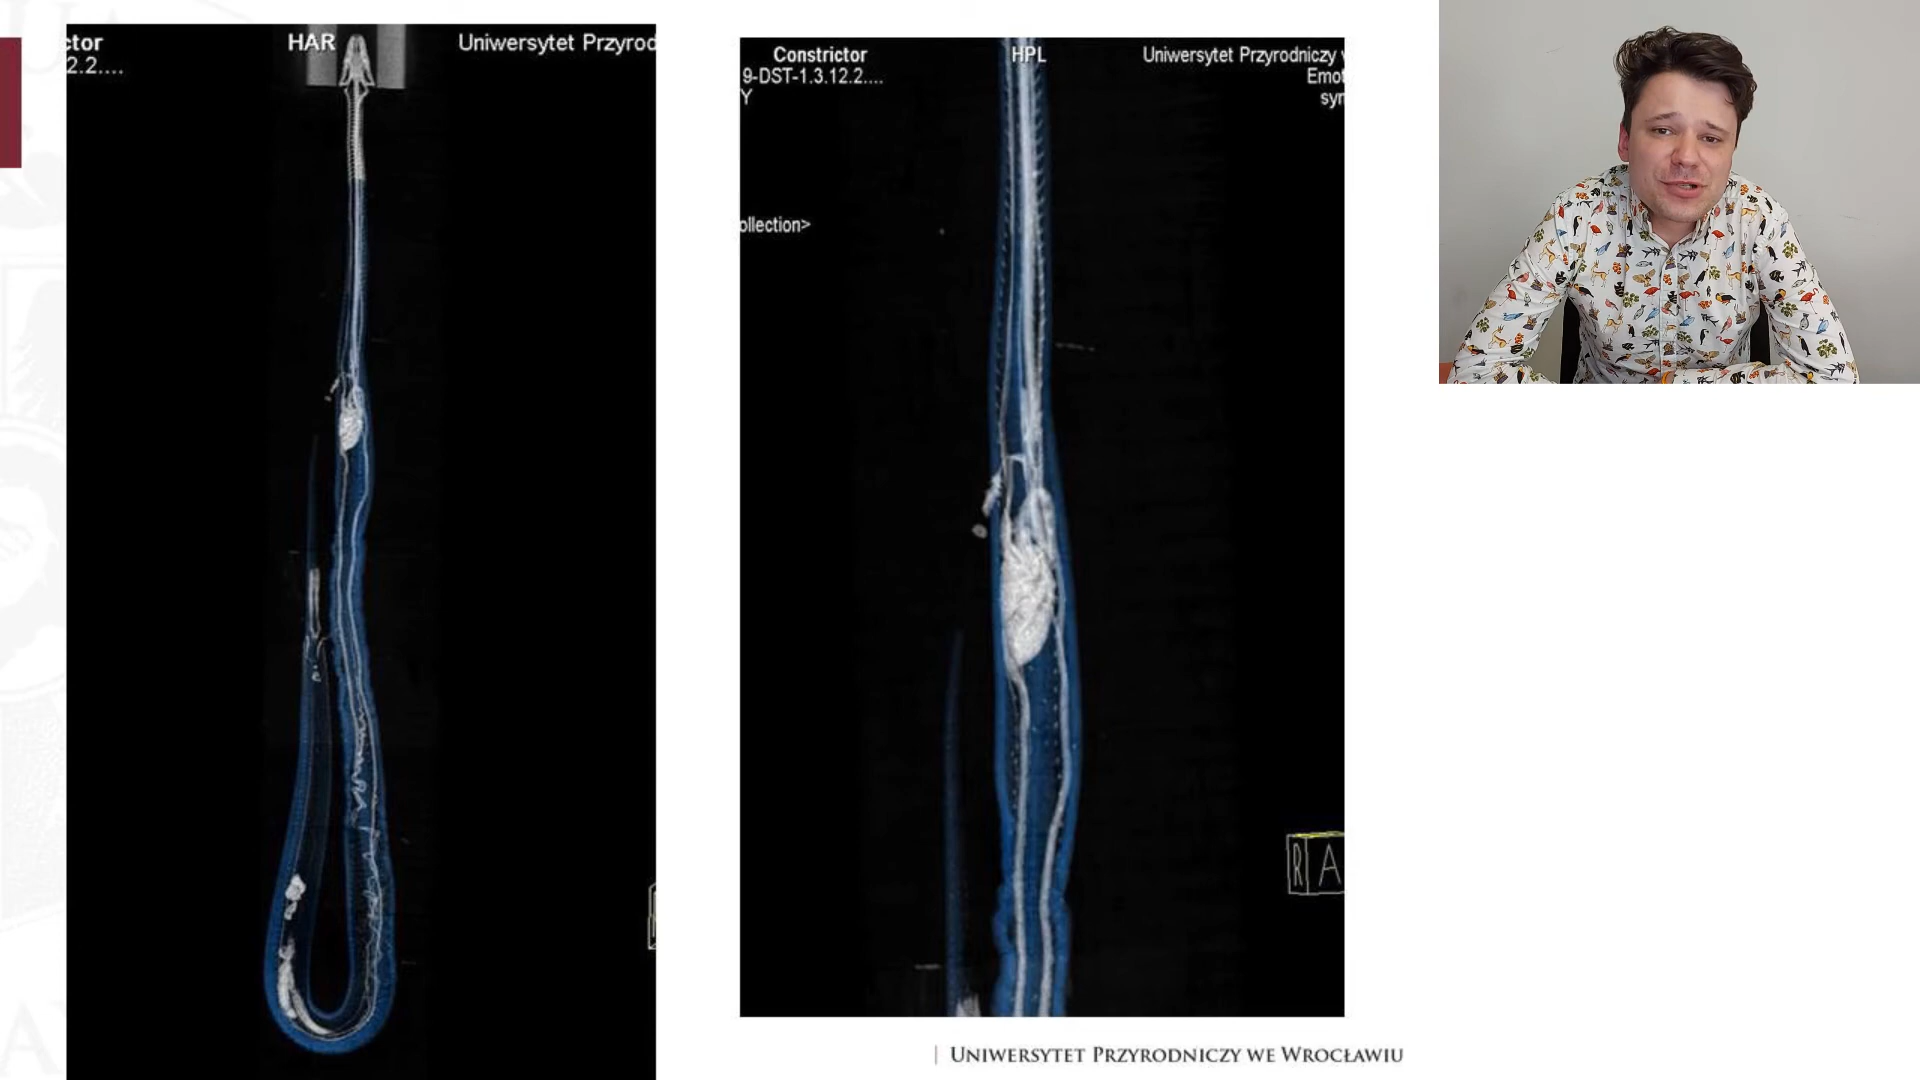 ctor
2.2....
HAR
Uniwersytet Przyrod
Constrictor
9-DST-1.3.12.2....
Y
HPL
Uniwersytet Przyrodniczy w
Emot
syn
ollection>
R A
Uniwersytet Przyrodniczy we Wrocławiu